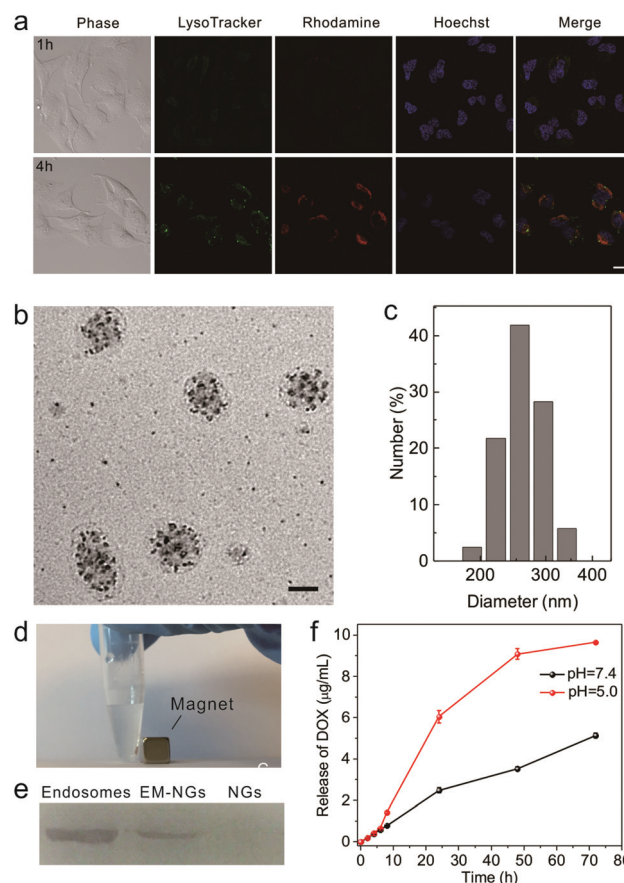 a
Phase LysoTracker Rhodamine Hoechst Merge
1h
4h
b
c
40
30
20
10
0
Number (%)
200 300 400
Diameter (nm)
d
Magnet
e
Endosomes EM-NGs NGs
f
10
8
6
4
2
0
Release of DOX (μg/mL)
pH=7.4
pH=5.0
0 10 20 30 40 50 60 70 80
Time (h)